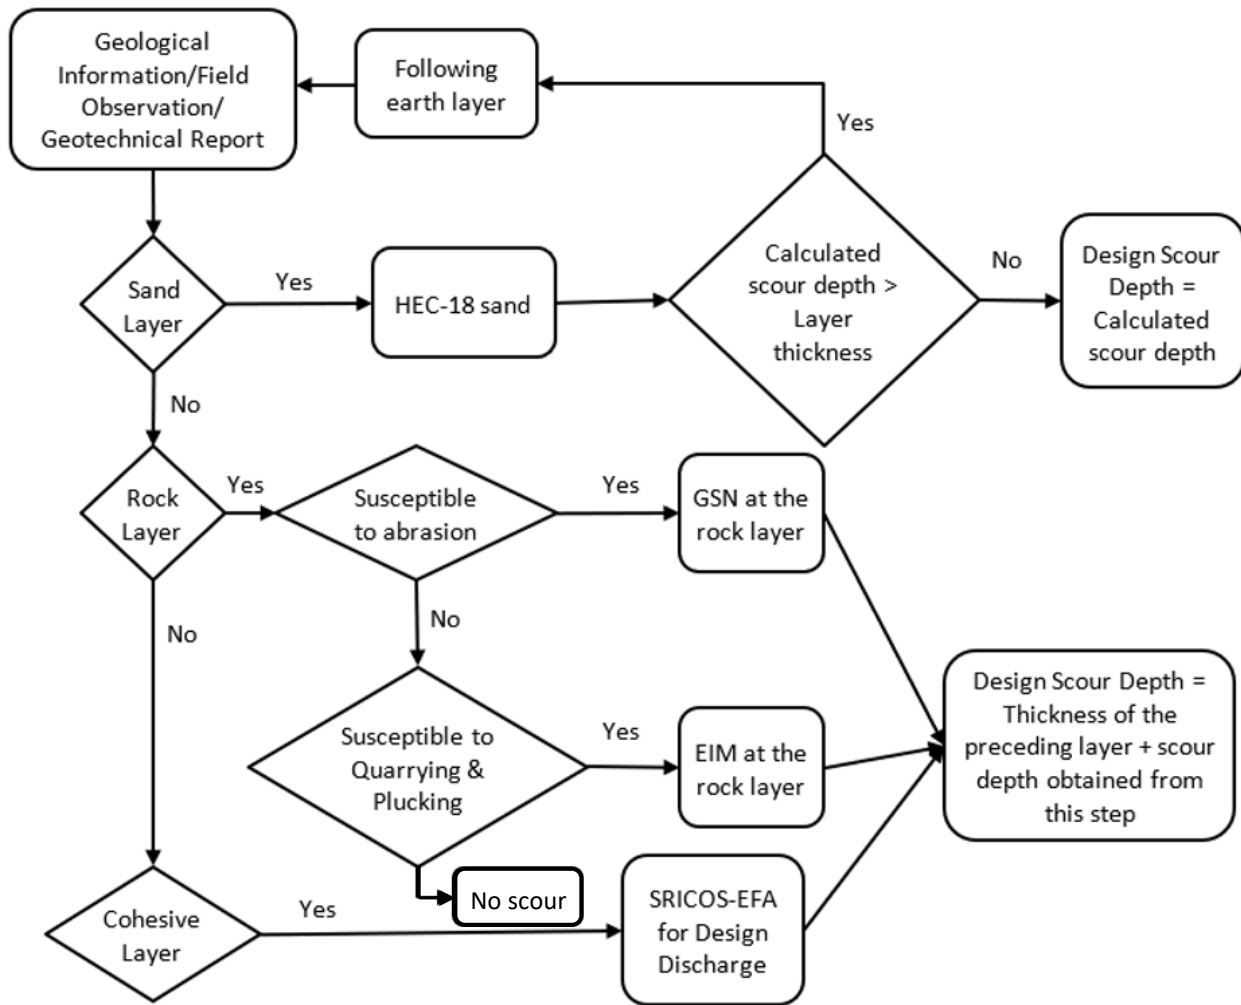 Geological
Information/Field
Observation/
Geotechnical Report
Following
earth layer
Yes
Sand
Layer
Yes
HEC-18 sand
Calculated
scour depth >
Layer
thickness
No
Design Scour
Depth =
Calculated
scour depth
No
Rock
Layer
Yes
Susceptible
to abrasion
Yes
GSN at the
rock layer
No
No
Susceptible to
Quarrying &
Plucking
Yes
EIM at the
rock layer
Design Scour Depth =
Thickness of the
preceding layer + scour
depth obtained from
this step
No scour
Cohesive
Layer
Yes
SRICOS-EFA
for Design
Discharge